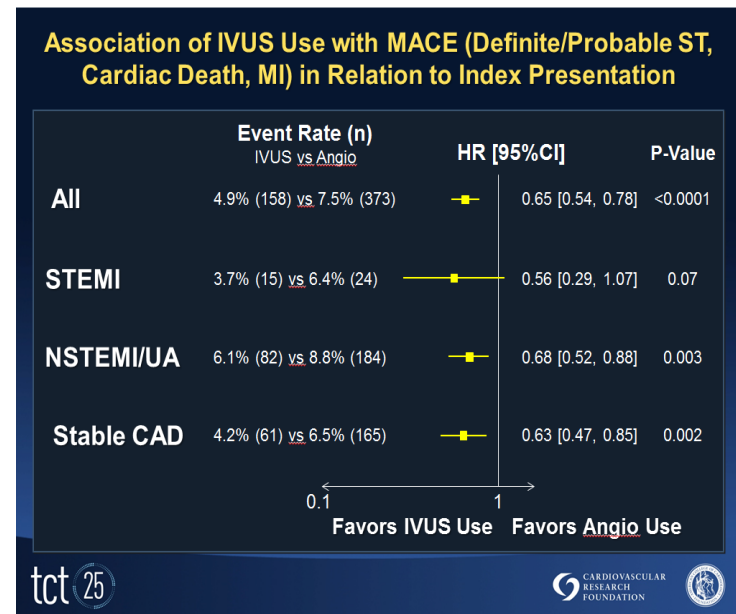 Association of IVUS Use with MACE (Definite/Probable ST,
Cardiac Death, MI) in Relation to Index Presentation
Event Rate (n)
IVUS vs Angio
HR [95%CI]
P-Value
All 4.9% (158) vs 7.5% (373) 0.65 [0.54, 0.78] <0.0001
STEMI 3.7% (15) vs 6.4% (24) 0.56 [0.29, 1.07] 0.07
NSTEMI/UA 6.1% (82) vs 8.8% (184) 0.68 [0.52, 0.88] 0.003
Stable CAD 4.2% (61) vs 6.5% (165) 0.63 [0.47, 0.85] 0.002
0.1 1
Favors IVUS Use Favors Angio Use
tct 25
CARDIOVASCULAR
RESEARCH
FOUNDATION